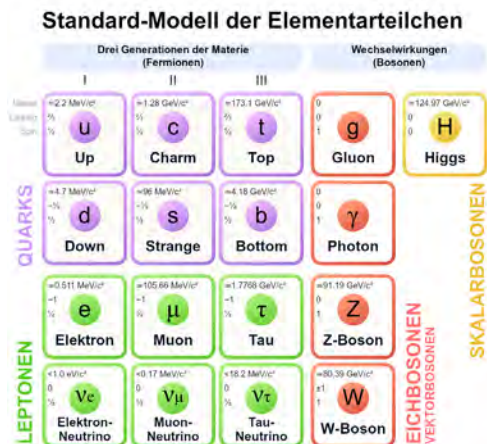 Standard-Modell der Elementarteilchen
Drei Generationen der Materie
(Fermionen)
Wechselwirkungen
(Bosonen)
I II III
Masse
Ladung
Spin
≃2.2 MeV/c²
⅔
½
u
Up
≃1.28 GeV/c²
⅔
½
c
Charm
≃173.1 GeV/c²
⅔
½
t
Top
0
0
1
g
Gluon
≃124.97 GeV/c²
0
0
H
Higgs
QUARKS
≃4.7 MeV/c²
−⅓
½
d
Down
≃96 MeV/c²
−⅓
½
s
Strange
≃4.18 GeV/c²
−⅓
½
b
Bottom
0
0
1
γ
Photon
SKALARBOSONEN
LEPTONEN
≃0.511 MeV/c²
−1
½
e
Elektron
≃105.66 MeV/c²
−1
½
μ
Muon
≃1.7768 GeV/c²
−1
½
τ
Tau
≃91.19 GeV/c²
0
1
Z
Z-Boson
EICHBOSONEN
VEKTORBOSONEN
<1.0 eV/c²
0
½
νe
Elektron-
Neutrino
<0.17 MeV/c²
0
½
νμ
Muon-
Neutrino
<18.2 MeV/c²
0
½
ντ
Tau-
Neutrino
≃80.39 GeV/c²
±1
1
W
W-Boson